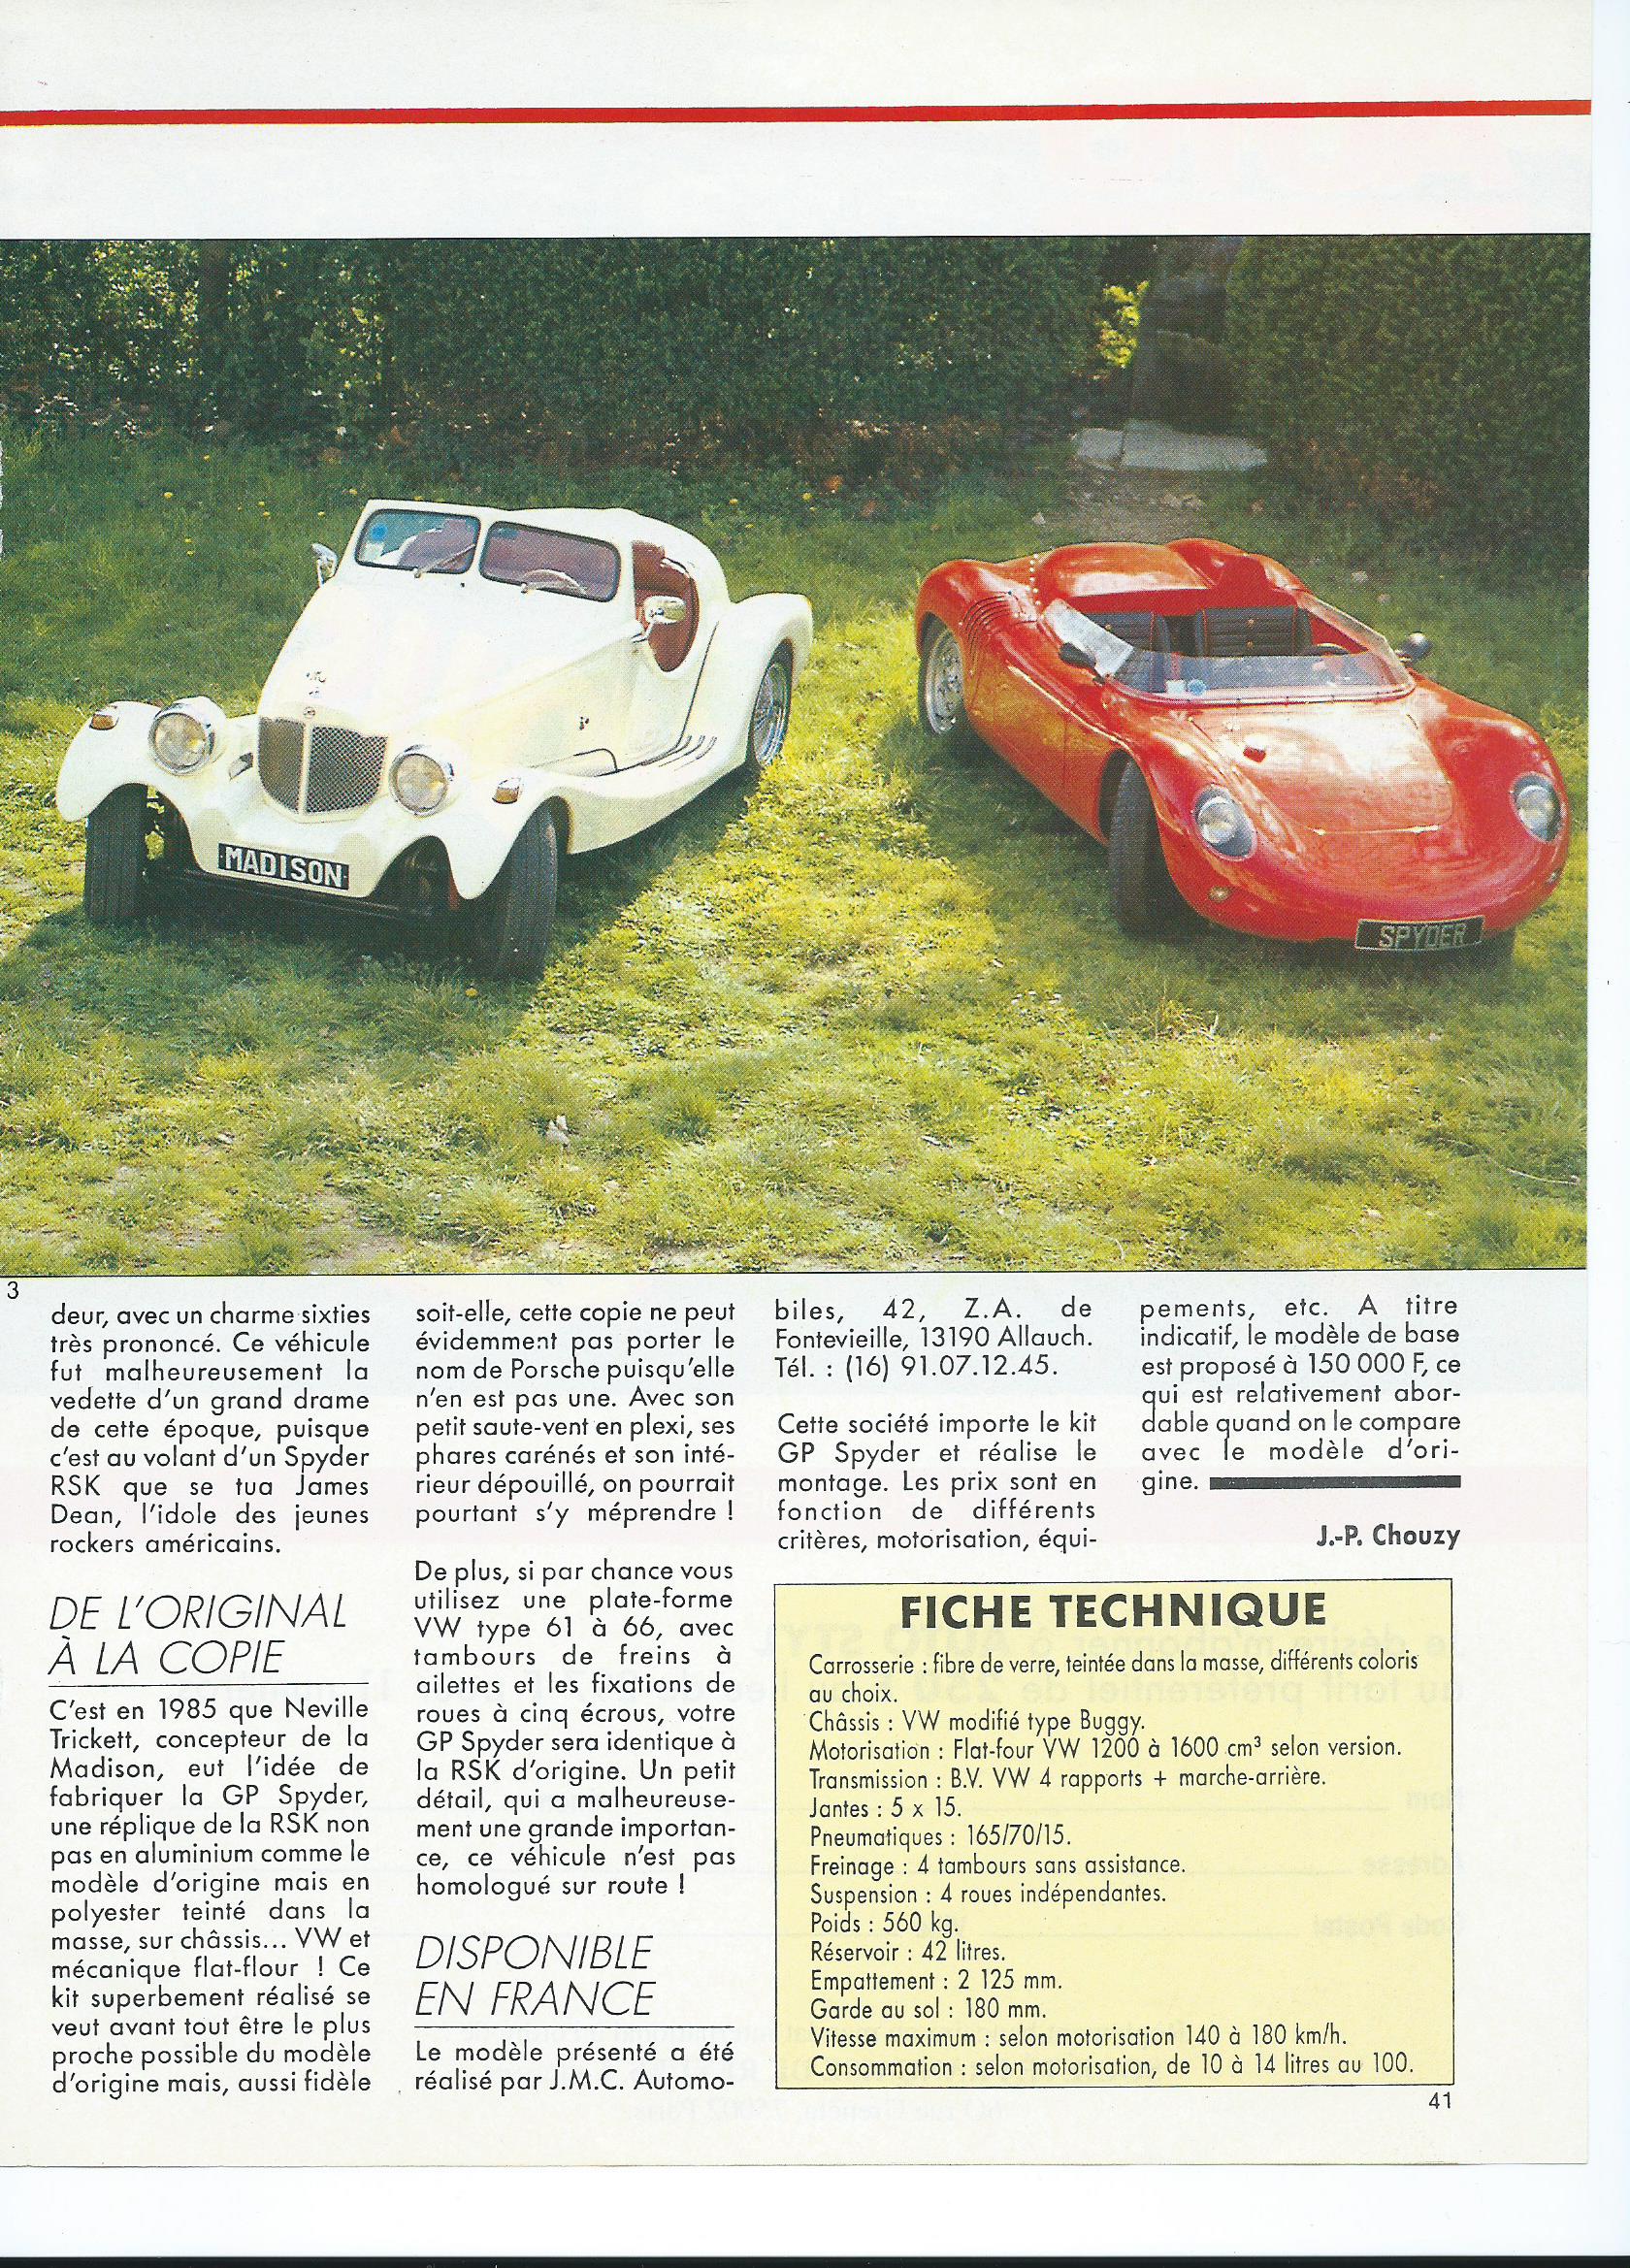 MADISON
SPYDER
3
deur, avec un charme sixties
très prononcé. Ce véhicule
fut malheureusement la
vedette d'un grand drame
de cette époque, puisque
c'est au volant d'un Spyder
RSK que se tua James
Dean, l'idole des jeunes
rockers américains.
DE L'ORIGINAL
À LA COPIE
C'est en 1985 que Neville
Trickett, concepteur de la
Madison, eut l'idée de
fabriquer la GP Spyder,
une réplique de la RSK non
pas en aluminium comme le
modèle d'origine mais en
polyester teinté dans la
masse, sur châssis... VW et
mécanique flat-flour ! Ce
kit superbement réalisé se
veut avant tout être le plus
proche possible du modèle
d'origine mais, aussi fidèle
soit-elle, cette copie ne peut
évidemment pas porter le
nom de Porsche puisqu'elle
n'en est pas une. Avec son
petit saute-vent en plexi, ses
phares carénés et son inté-
rieur dépouillé, on pourrait
pourtant s'y méprendre !
De plus, si par chance vous
utilisez une plate-forme
VW type 61 à 66, avec
tambours de freins à
ailettes et les fixations de
roues à cinq écrous, votre
GP Spyder sera identique à
la RSK d'origine. Un petit
détail, qui a malheureuse-
ment une grande importan-
ce, ce véhicule n'est pas
homologué sur route !
DISPONIBLE
EN FRANCE
Le modèle présenté a été
réalisé par J.M.C. Automo-
biles, 42, Z.A. de
Fontevieille, 13190 Allauch.
Tél. : (16) 91.07.12.45.
Cette société importe le kit
GP Spyder et réalise le
montage. Les prix sont en
fonction de différents
critères, motorisation, équi-
pements, etc. A titre
indicatif, le modèle de base
est proposé à 150 000 F, ce
qui est relativement abor-
dable quand on le compare
avec le modèle d'ori-
gine.
J.-P. Chouzy
FICHE TECHNIQUE
Carrosserie : fibre de verre, teintée dans la masse, différents coloris
au choix.
Châssis : VW modifié type Buggy.
Motorisation : Flat-four VW 1200 à 1600 cm³ selon version.
Transmission : B.V. VW 4 rapports + marche-arrière.
Jantes : 5 x 15.
Pneumatiques : 165/70/15.
Freinage : 4 tambours sans assistance.
Suspension : 4 roues indépendantes.
Poids : 560 kg.
Réservoir : 42 litres.
Empattement : 2 125 mm.
Garde au sol : 180 mm.
Vitesse maximum : selon motorisation 140 à 180 km/h.
Consommation : selon motorisation, de 10 à 14 litres au 100.
41